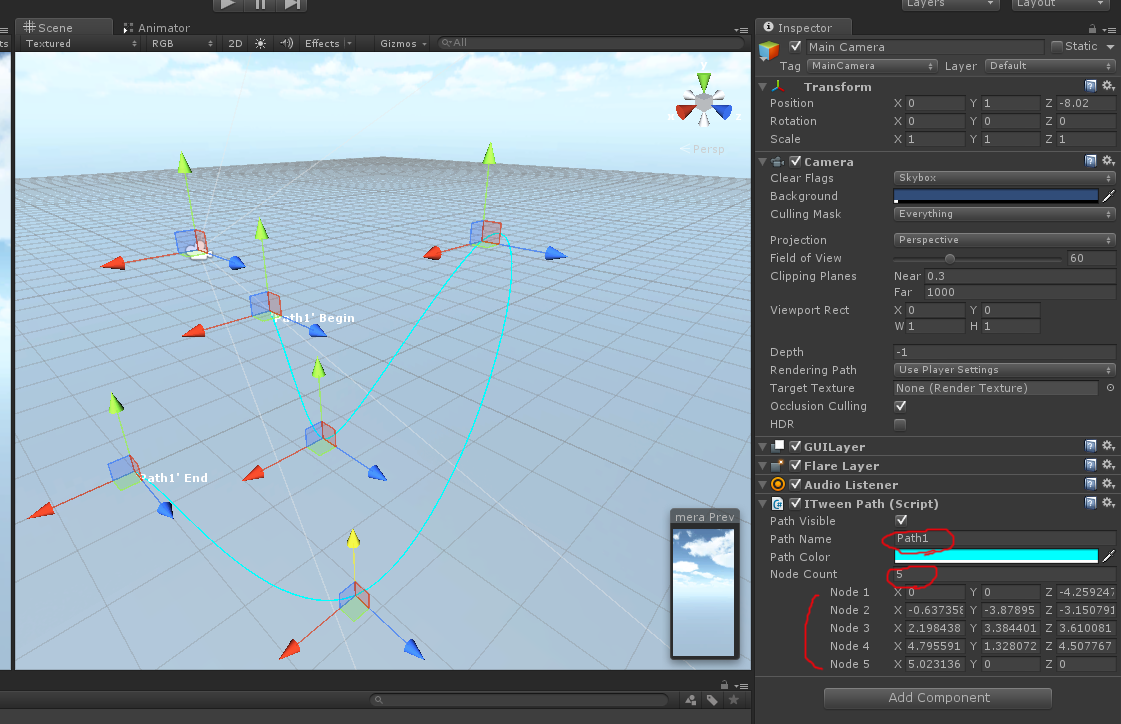 Layers
Layout
Scene
Animator
ts
Textured
RGB
2D
Effects
Gizmos
All
y
x
z
Persp
Path1' Begin
Path1' End
mera Prev
Inspector
Main Camera
Static
Tag MainCamera
Layer Default
Transform
Position X 0 Y 1 Z -8.02
Rotation X 0 Y 0 Z 0
Scale X 1 Y 1 Z 1
Camera
Clear Flags Skybox
Background
Culling Mask Everything
Projection Perspective
Field of View 60
Clipping Planes Near 0.3
Far 1000
Viewport Rect X 0 Y 0
W 1 H 1
Depth -1
Rendering Path Use Player Settings
Target Texture None (Render Texture)
Occlusion Culling
HDR
GUILayer
Flare Layer
Audio Listener
ITween Path (Script)
Path Visible
Path Name Path1
Path Color
Node Count 5
Node 1 X 0 Y 0 Z -4.259247
Node 2 X -0.637358 Y -3.87895 Z -3.150791
Node 3 X 2.198438 Y 3.384401 Z 3.610081
Node 4 X 4.795591 Y 1.328072 Z 4.507767
Node 5 X 5.023136 Y 0 Z 0
Add Component